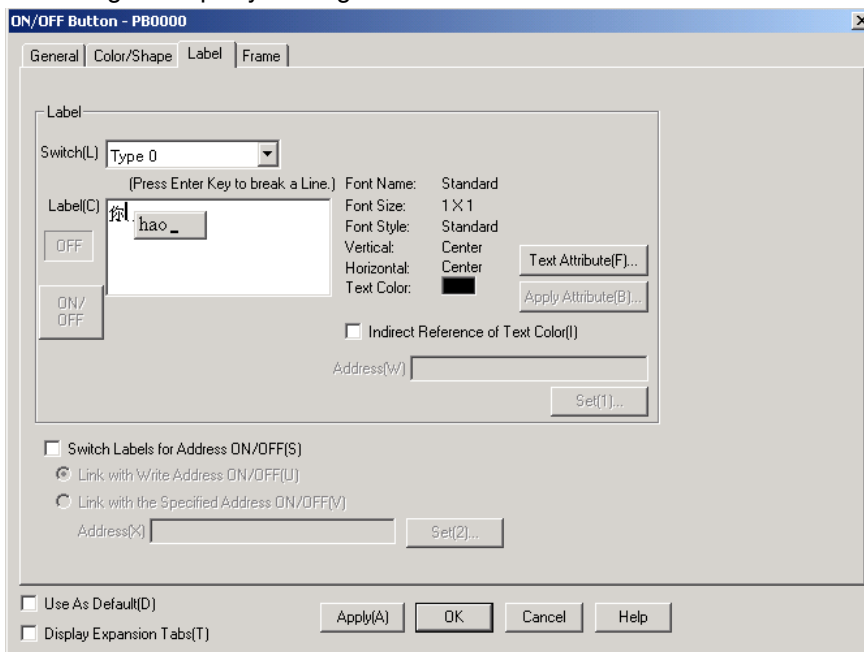 ON/OFF Button - PB0000
General Color/Shape Label Frame
Label
Switch(L) Type 0
(Press Enter Key to break a Line.)
Label(C) 你 hao_
OFF
ON/
OFF
Font Name: Standard
Font Size: 1 X 1
Font Style: Standard
Vertical: Center
Horizontal: Center
Text Color:
Text Attribute(F)...
Apply Attribute(B)...
Indirect Reference of Text Color(I)
Address(W)
Set(1)...
Switch Labels for Address ON/OFF(S)
Link with Write Address ON/OFF(U)
Link with the Specified Address ON/OFF(V)
Address(X) Set(2)...
Use As Default(D)
Display Expansion Tabs(T)
Apply(A) OK Cancel Help